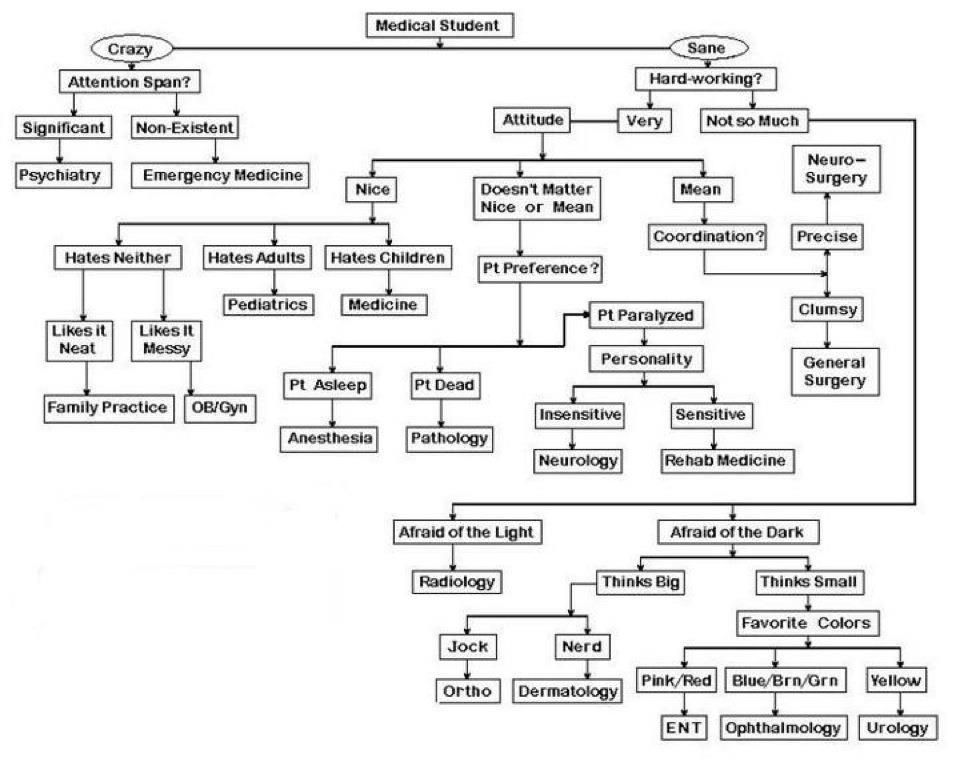 Medical Student
Crazy
Sane
Attention Span?
Hard-working?
Significant
Non-Existent
Attitude
Very
Not so Much
Psychiatry
Emergency Medicine
Neuro-
Surgery
Nice
Doesn't Matter
Nice or Mean
Mean
Coordination?
Precise
Hates Neither
Hates Adults
Hates Children
Pt Preference?
Pediatrics
Medicine
Clumsy
Likes it
Neat
Likes It
Messy
Pt Paralyzed
Personality
General
Surgery
Pt Asleep
Pt Dead
Family Practice
OB/Gyn
Insensitive
Sensitive
Anesthesia
Pathology
Neurology
Rehab Medicine
Afraid of the Light
Afraid of the Dark
Radiology
Thinks Big
Thinks Small
Favorite Colors
Jock
Nerd
Pink/Red
Blue/Brn/Grn
Yellow
Ortho
Dermatology
ENT
Ophthalmology
Urology